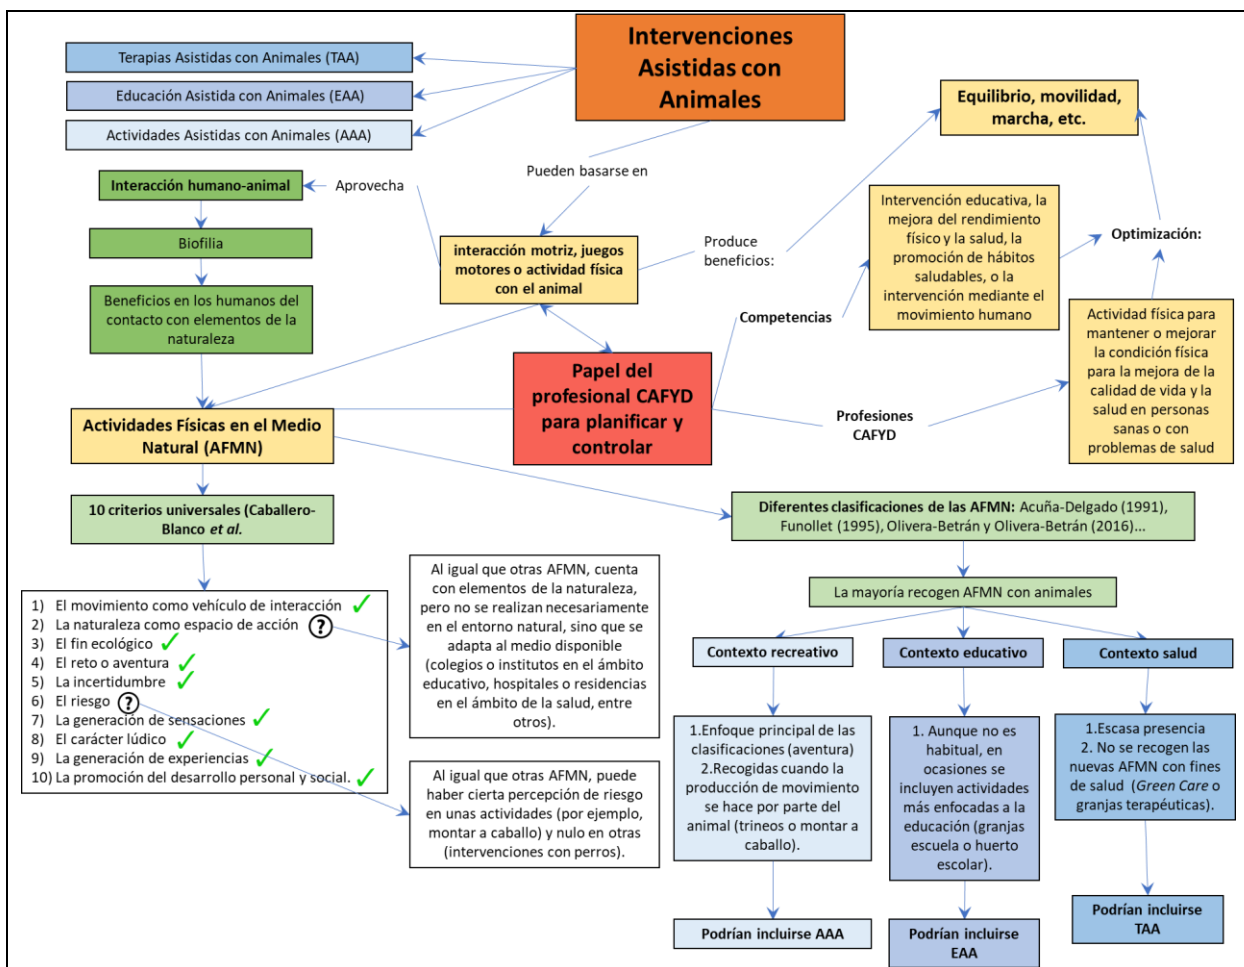 Intervenciones
Asistidas con
Animales
Terapias Asistidas con Animales (TAA)
Educación Asistida con Animales (EAA)
Actividades Asistidas con Animales (AAA)
Equilibrio, movilidad,
marcha, etc.
Pueden basarse en
Interacción humano-animal
Aprovecha
Biofilia
Beneficios en los humanos del
contacto con elementos de la
naturaleza
interacción motriz, juegos
motores o actividad física
con el animal
Produce
beneficios:
Intervención educativa, la
mejora del rendimiento
físico y la salud, la
promoción de hábitos
saludables, o la
intervención mediante el
movimiento humano
Optimización:
Competencias
Actividad física para
mantener o mejorar
la condición física
para la mejora de la
calidad de vida y la
salud en personas
sanas o con
problemas de salud
Papel del
profesional CAFYD
para planificar y
controlar
Profesiones
CAFYD
Actividades Físicas en el Medio
Natural (AFMN)
10 criterios universales (Caballero-
Blanco et al.
Diferentes clasificaciones de las AFMN: Acuña-Delgado (1991),
Funollet (1995), Olivera-Betrán y Olivera-Betrán (2016)...
La mayoría recogen AFMN con animales
1) El movimiento como vehículo de interacción ✓
2) La naturaleza como espacio de acción ?
3) El fin ecológico ✓
4) El reto o aventura ✓
5) La incertidumbre ✓
6) El riesgo ?
7) La generación de sensaciones ✓
8) El carácter lúdico ✓
9) La generación de experiencias ✓
10) La promoción del desarrollo personal y social. ✓
Al igual que otras AFMN, cuenta
con elementos de la naturaleza,
pero no se realizan necesariamente
en el entorno natural, sino que se
adapta al medio disponible
(colegios o institutos en el ámbito
educativo, hospitales o residencias
en el ámbito de la salud, entre
otros).
Al igual que otras AFMN, puede
haber cierta percepción de riesgo
en unas actividades (por ejemplo,
montar a caballo) y nulo en otras
(intervenciones con perros).
Contexto recreativo
Contexto educativo
Contexto salud
1.Enfoque principal de las
clasificaciones (aventura)
2.Recogidas cuando la
producción de movimiento
se hace por parte del
animal (trineos o montar a
caballo).
1. Aunque no es
habitual, en
ocasiones se
incluyen actividades
más enfocadas a la
educación (granjas
escuela o huerto
escolar).
1.Escasa presencia
2. No se recogen las
nuevas AFMN con fines
de salud (Green Care o
granjas terapéuticas).
Podrían incluirse AAA
Podrían incluirse
EAA
Podrían incluirse
TAA